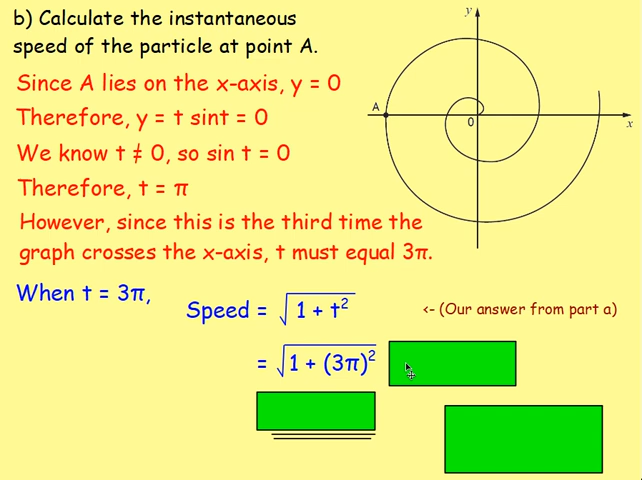 b) Calculate the instantaneous
speed of the particle at point A.
Since A lies on the x-axis, y = 0
Therefore, y = t sint = 0
We know t ≠ 0, so sin t = 0
Therefore, t = π
However, since this is the third time the
graph crosses the x-axis, t must equal 3π.
When t = 3π,
Speed = √(1 + t²)
<- (Our answer from part a)
= √(1 + (3π)²)
y
A
0
x